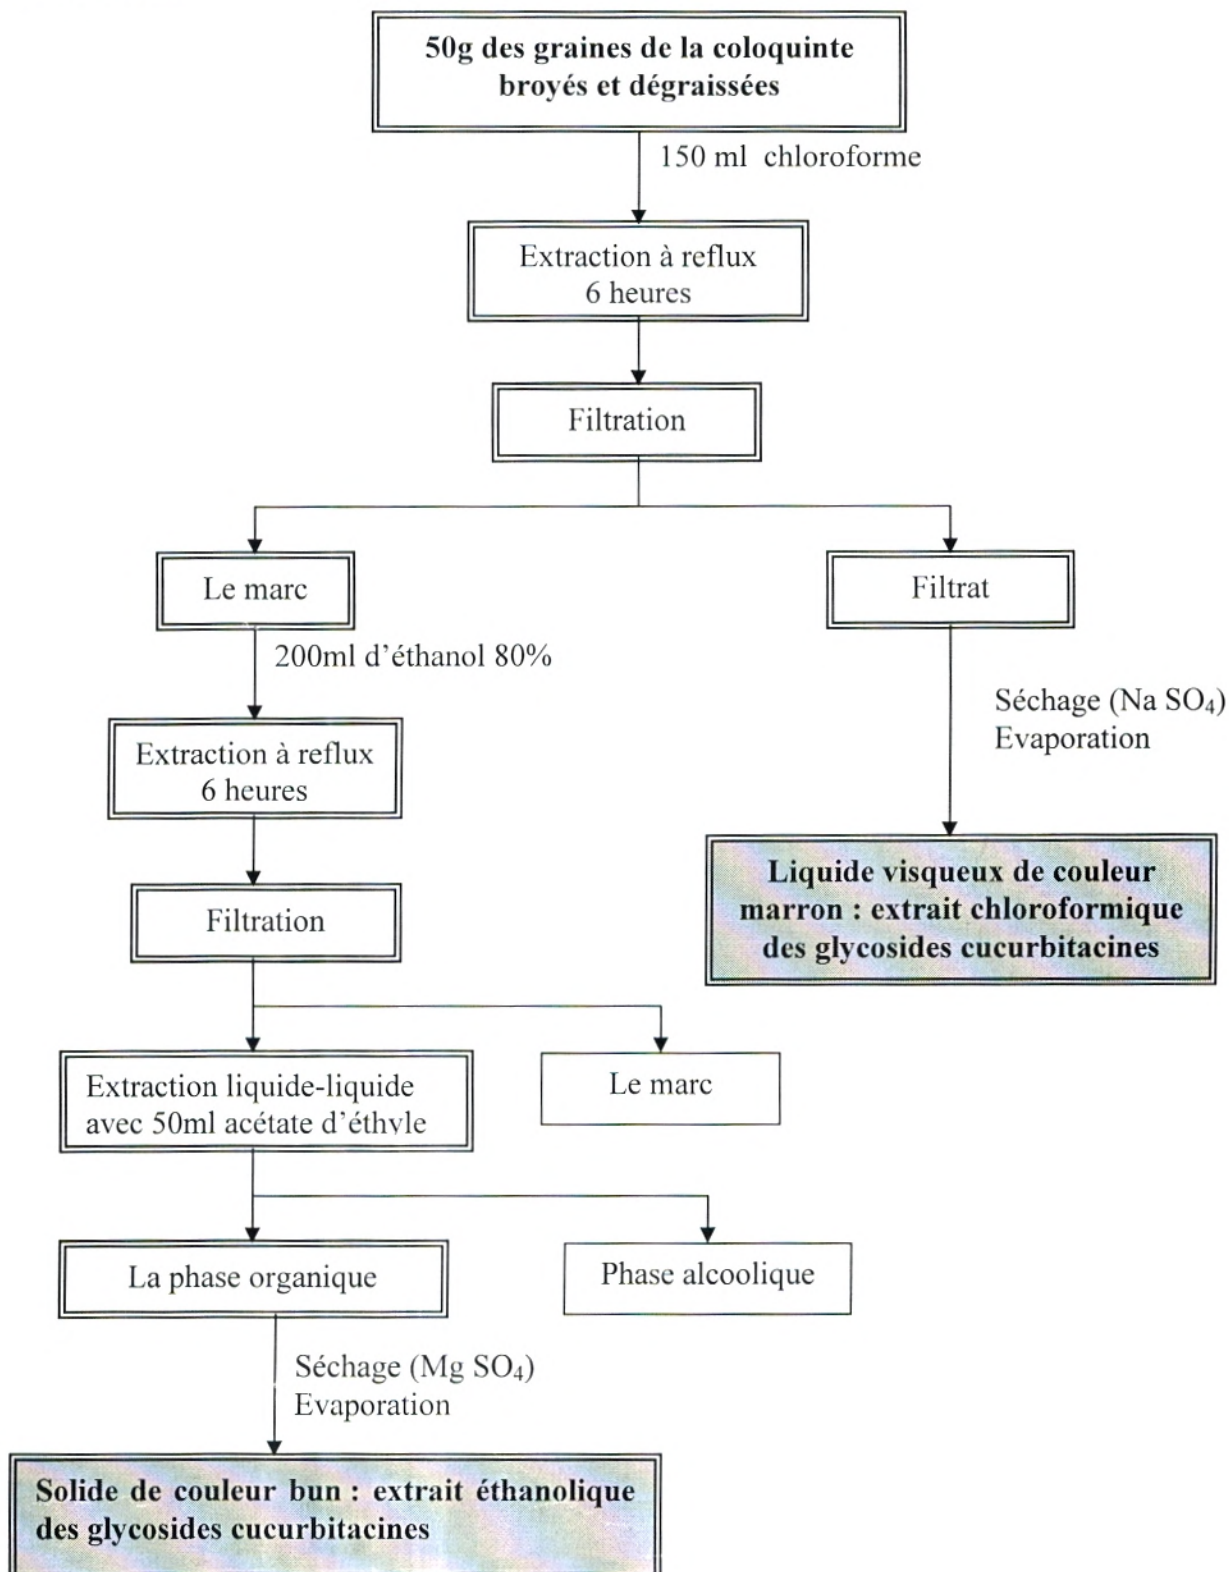 50g des graines de la coloquinte
broyés et dégraissées
150 ml chloroforme
Extraction à reflux
6 heures
Filtration
Le marc
Filtrat
200ml d'éthanol 80%
Séchage (Na SO₄)
Evaporation
Extraction à reflux
6 heures
Liquide visqueux de couleur
marron : extrait chloroformique
des glycosides cucurbitacines
Filtration
Extraction liquide-liquide
avec 50ml acétate d'éthyle
Le marc
La phase organique
Phase alcoolique
Séchage (Mg SO₄)
Evaporation
Solide de couleur bun : extrait éthanolique
des glycosides cucurbitacines